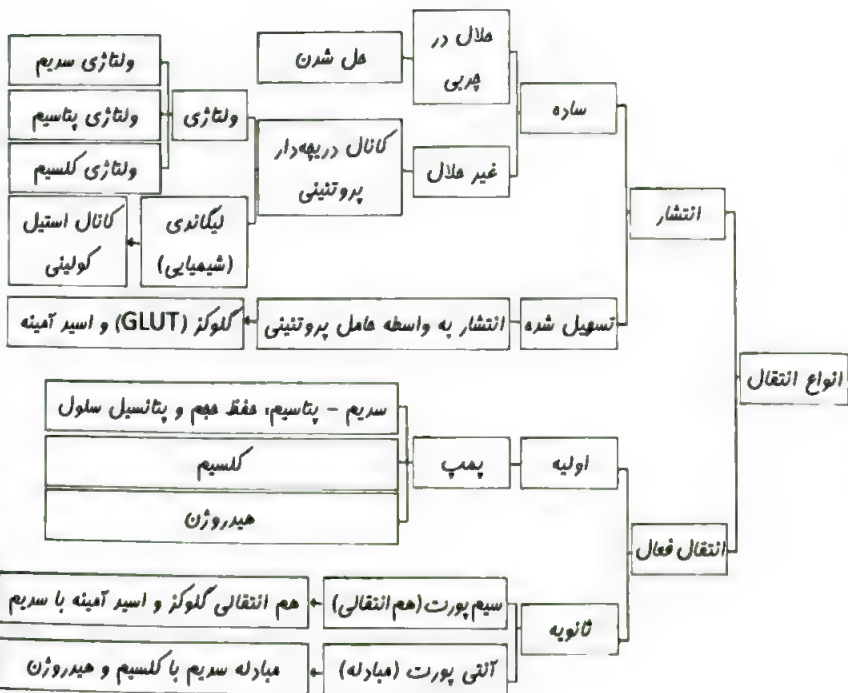 انواع انتقال
انتشار
ساده
حلال در
چربی
حل شدن
غیر حلال
کانال دریچه‌دار
پروتئینی
ولتاژی
ولتاژی سدیم
ولتاژی پتاسیم
ولتاژی کلسیم
لیگاندی
(شیمیایی)
کانال استیل
کولینی
تسهیل شده
انتشار به واسطه حامل پروتئینی
گلوکز (GLUT) و اسید آمینه
انتقال فعال
اولیه
پمپ
سدیم - پتاسیم، حفظ حجم و پتانسیل سلول
کلسیم
هیدروژن
ثانویه
سیم پورت (هم انتقالی)
هم انتقالی گلوکز و اسید آمینه با سدیم
آنتی پورت (مبادله)
مبادله سدیم با کلسیم و هیدروژن